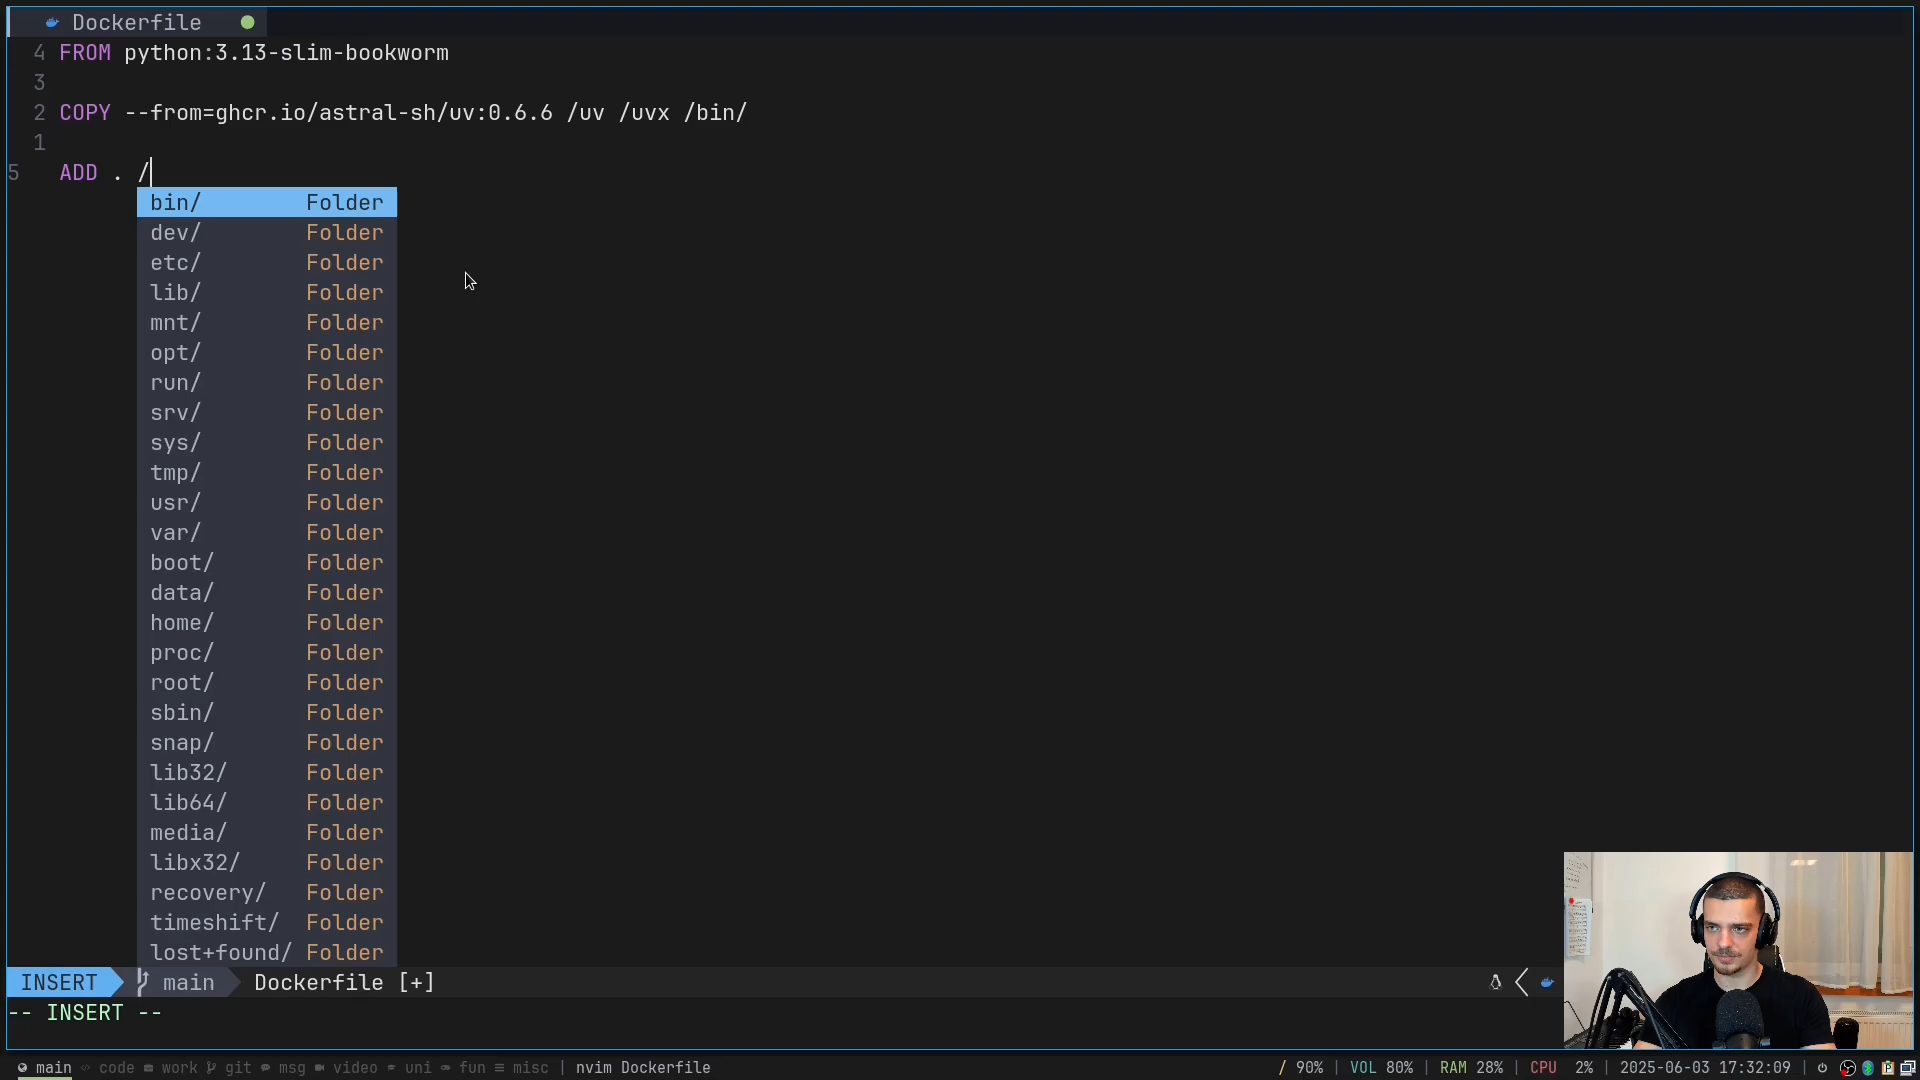 Dockerfile
4 FROM python:3.13-slim-bookworm
3
2 COPY --from=ghcr.io/astral-sh/uv:0.6.6 /uv /uvx /bin/
1
5 ADD . /
bin/ Folder
dev/ Folder
etc/ Folder
lib/ Folder
mnt/ Folder
opt/ Folder
run/ Folder
srv/ Folder
sys/ Folder
tmp/ Folder
usr/ Folder
var/ Folder
boot/ Folder
data/ Folder
home/ Folder
proc/ Folder
root/ Folder
sbin/ Folder
snap/ Folder
lib32/ Folder
lib64/ Folder
media/ Folder
libx32/ Folder
recovery/ Folder
timeshift/ Folder
lost+found/ Folder
INSERT main Dockerfile [+]
-- INSERT --
main code work git msg video uni fun misc | nvim Dockerfile / 90% | VOL 80% | RAM 28% | CPU 2% | 2025-06-03 17:32:09 |